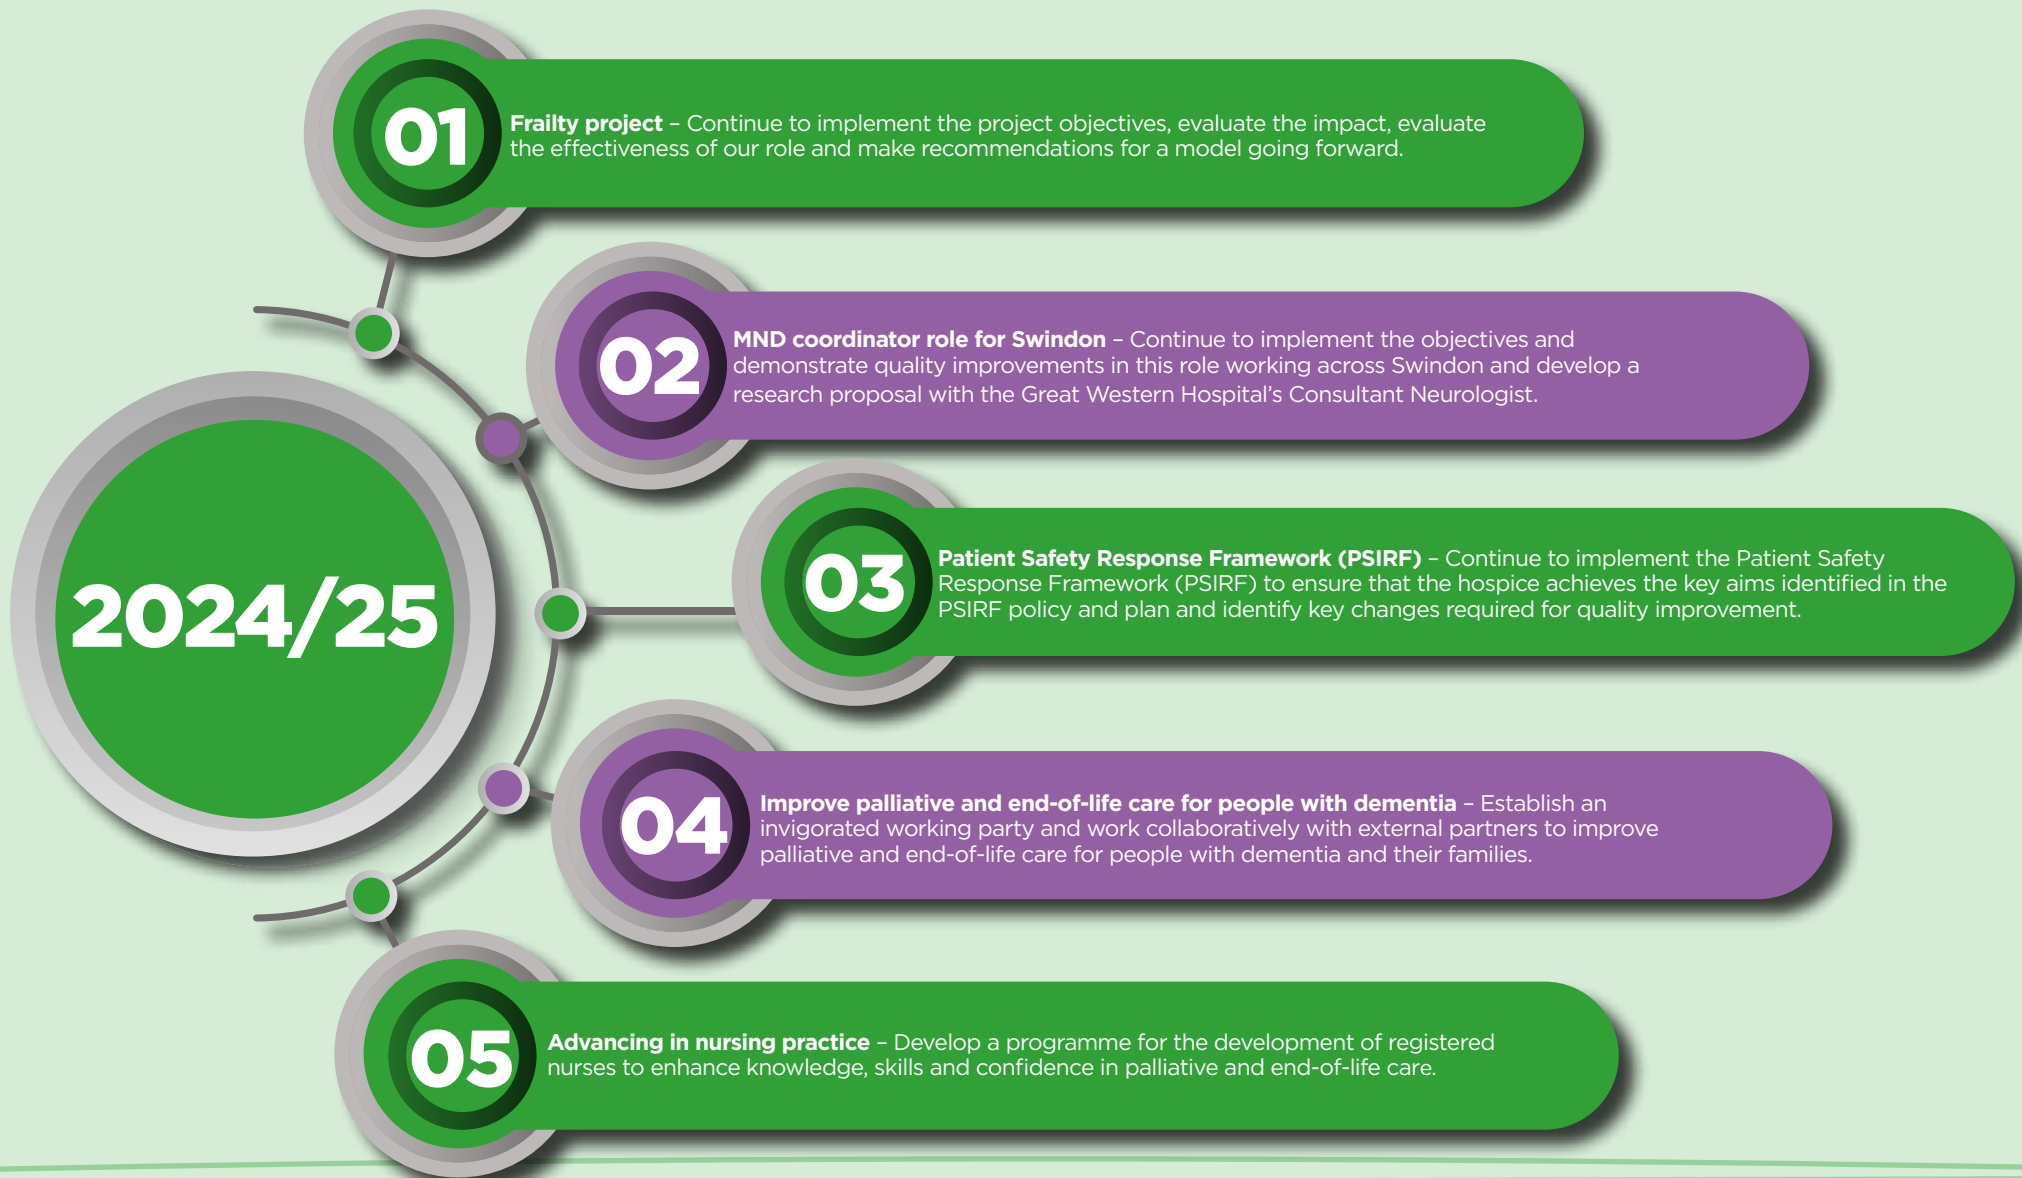 01
Frailty project – Continue to implement the project objectives, evaluate the impact, evaluate
the effectiveness of our role and make recommendations for a model going forward.
02
MND coordinator role for Swindon – Continue to implement the objectives and
demonstrate quality improvements in this role working across Swindon and develop a
research proposal with the Great Western Hospital’s Consultant Neurologist.
2024/25
03
Patient Safety Response Framework (PSIRF) – Continue to implement the Patient Safety
Response Framework (PSIRF) to ensure that the hospice achieves the key aims identified in the
PSIRF policy and plan and identify key changes required for quality improvement.
04
Improve palliative and end-of-life care for people with dementia – Establish an
invigorated working party and work collaboratively with external partners to improve
palliative and end-of-life care for people with dementia and their families.
05
Advancing in nursing practice – Develop a programme for the development of registered
nurses to enhance knowledge, skills and confidence in palliative and end-of-life care.